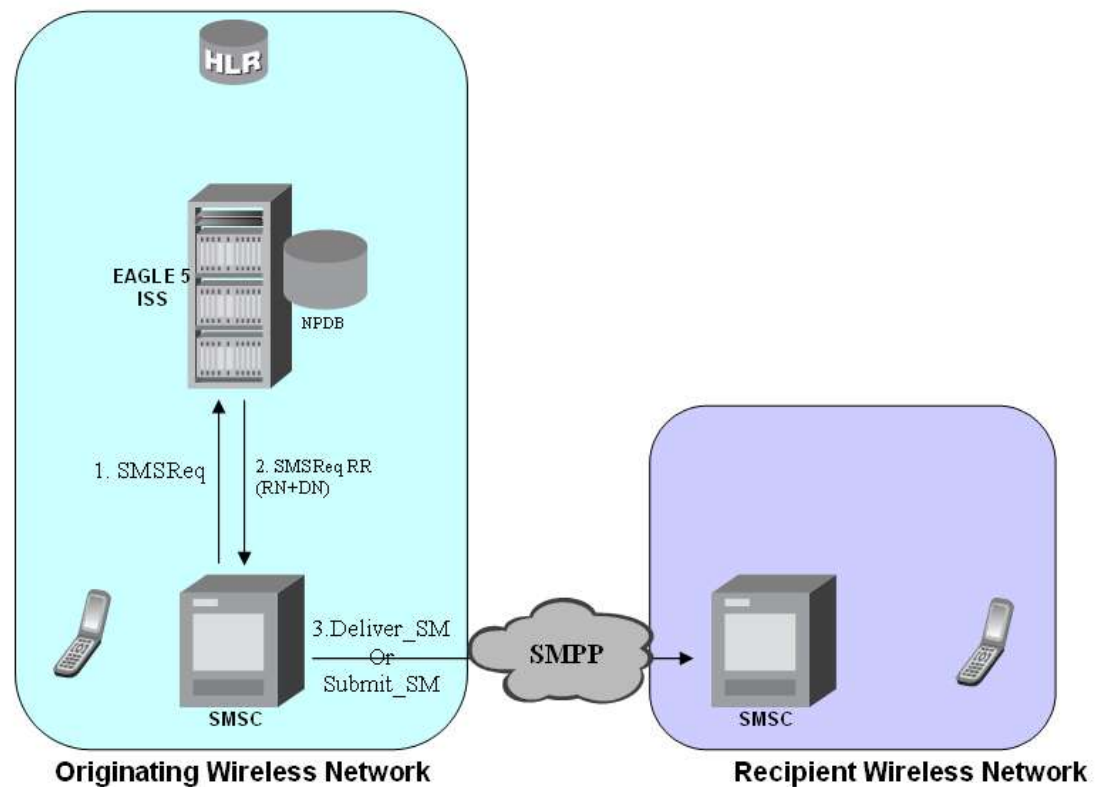 HLR
EAGLE 5
ISS
NPDB
1. SMSReq
2. SMSReq RR
(RN+DN)
3.Deliver_SM
Or
Submit_SM
SMPP
SMSC
SMSC
Originating Wireless Network
Recipient Wireless Network